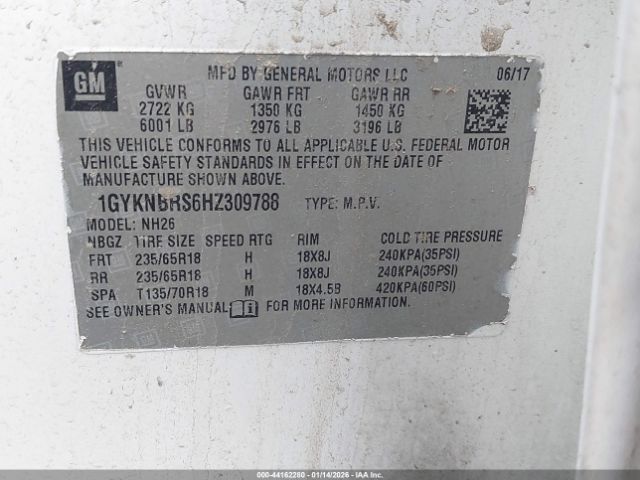 GM
MFD BY GENERAL MOTORS LLC 06/17
GVWR GAWR FRT GAWR RR
2722 KG 1350 KG 1450 KG
6001 LB 2976 LB 3196 LB
THIS VEHICLE CONFORMS TO ALL APPLICABLE U.S. FEDERAL MOTOR
VEHICLE SAFETY STANDARDS IN EFFECT ON THE DATE OF
MANUFACTURE SHOWN ABOVE.
1GYKNBRS6HZ309788 TYPE: M.P.V.
MODEL: NH26
NBGZ TIRE SIZE SPEED RTG RIM COLD TIRE PRESSURE
FRT 235/65R18 H 18X8J 240KPA(35PSI)
RR 235/65R18 H 18X8J 240KPA(35PSI)
SPA T135/70R18 M 18X4.5B 420KPA(60PSI)
SEE OWNER'S MANUAL FOR MORE INFORMATION.
000-44162260 - 01/14/2026 - IAAI.COM